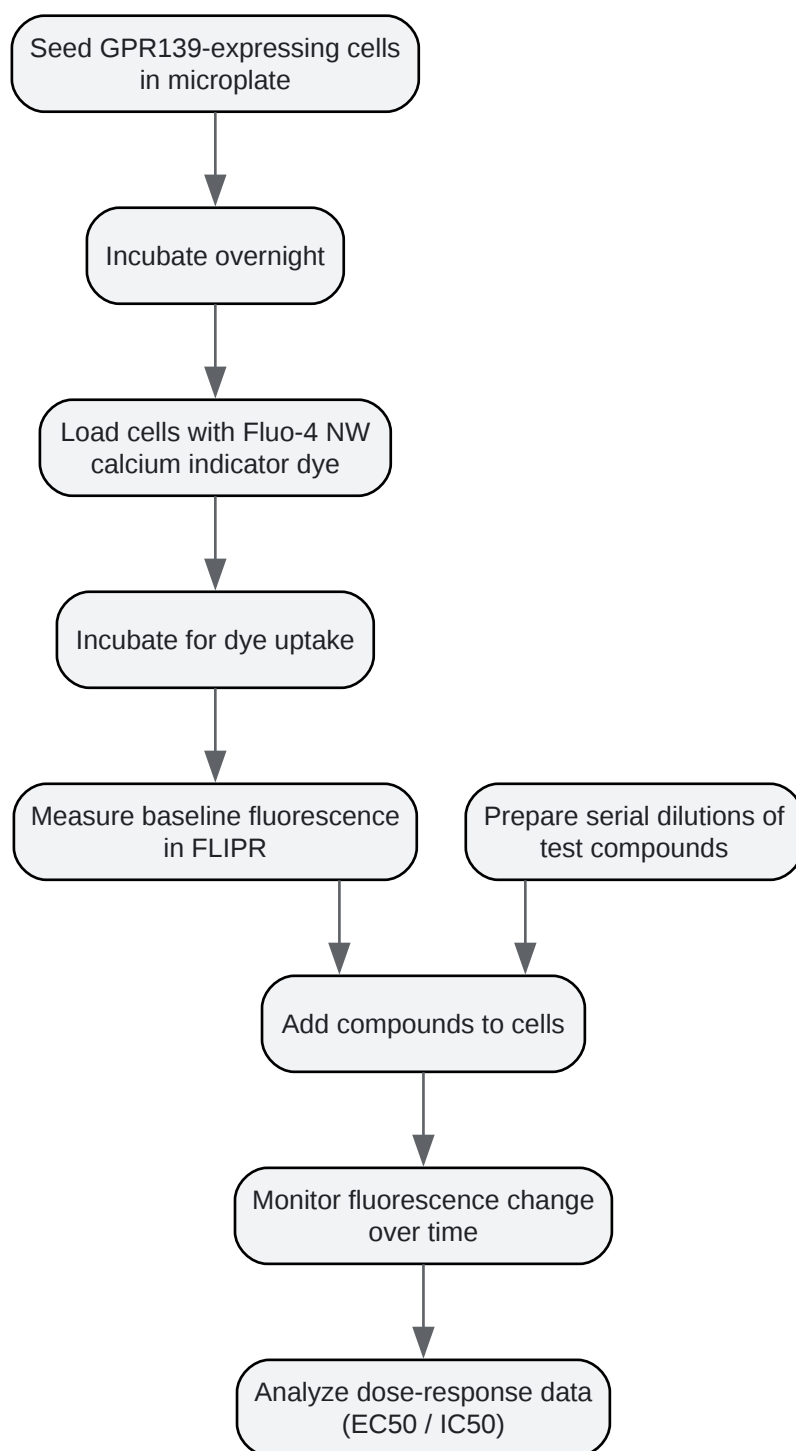 Seed GPR139-expressing cells
in microplate
Incubate overnight
Load cells with Fluo-4 NW
calcium indicator dye
Incubate for dye uptake
Measure baseline fluorescence
in FLIPR
Prepare serial dilutions of
test compounds
Add compounds to cells
Monitor fluorescence change
over time
Analyze dose-response data
(EC50 / IC50)